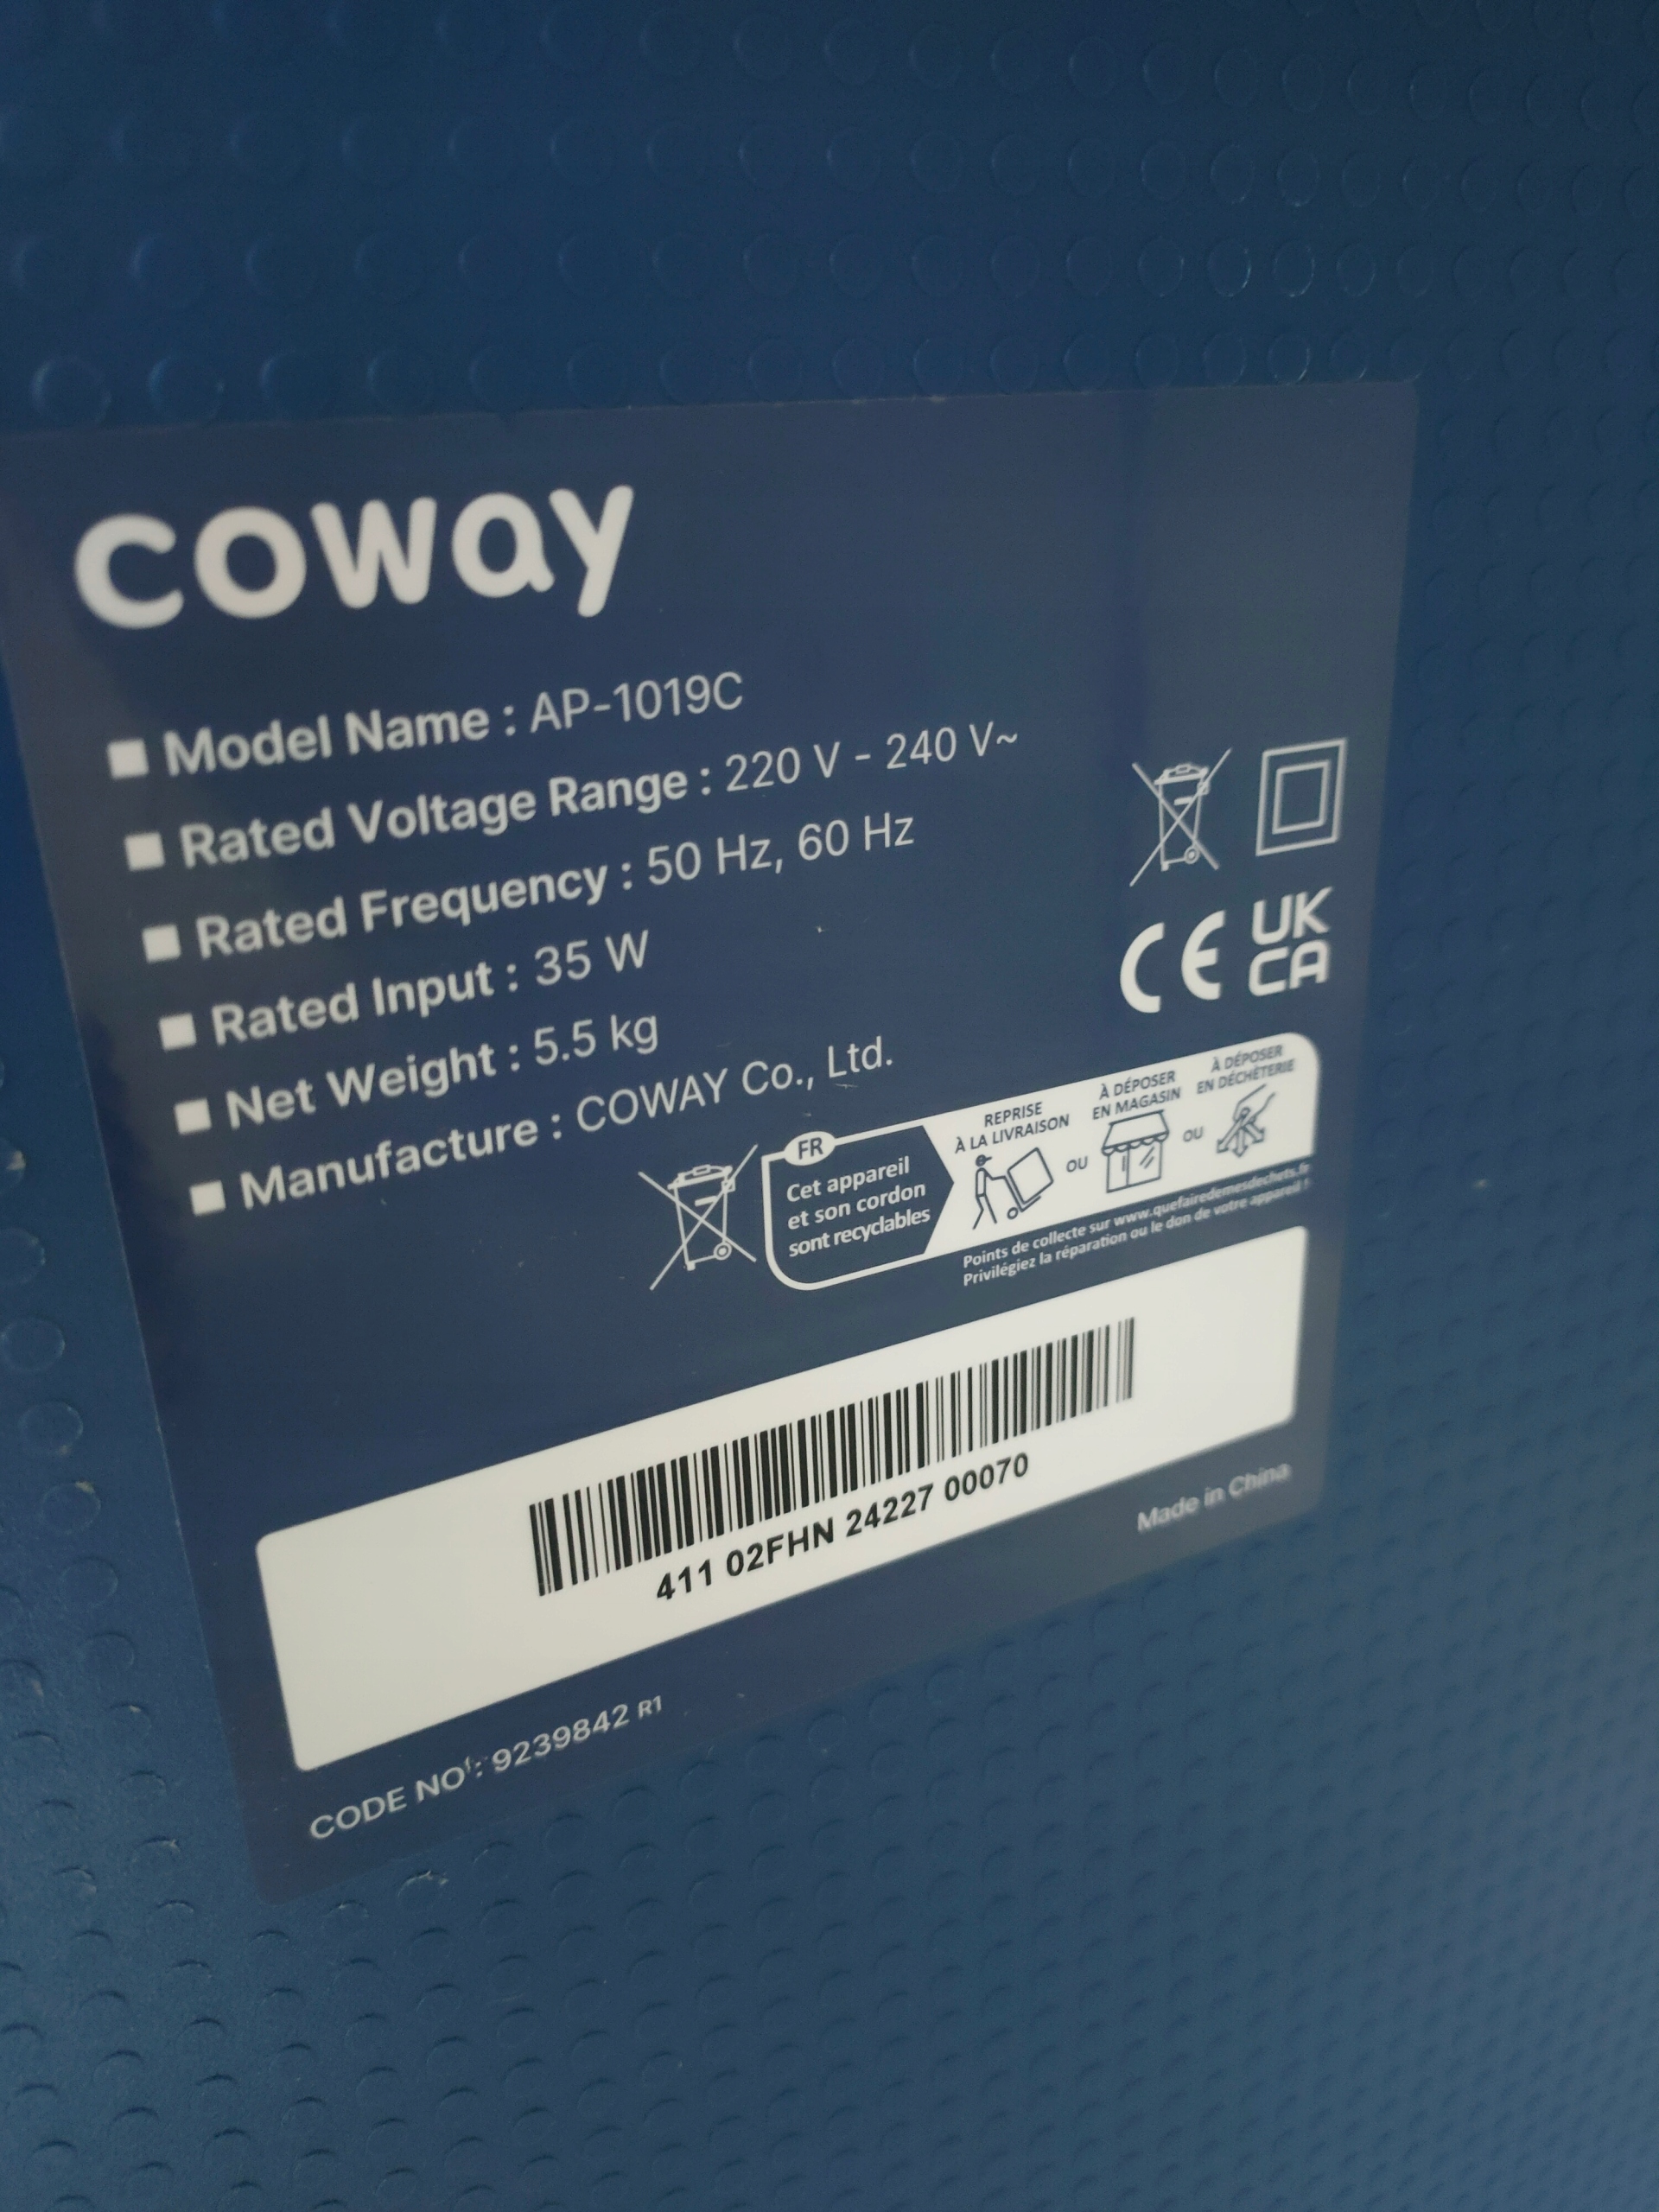 coway
■ Model Name : AP-1019C
■ Rated Voltage Range : 220 V - 240 V~
■ Rated Frequency : 50 Hz, 60 Hz
■ Rated Input : 35 W
■ Net Weight : 5.5 kg
■ Manufacture : COWAY Co., Ltd.
CE
UK
CA
FR
Cet appareil
et son cordon
sont recyclables
REPRISE
À LA LIVRAISON
OU
À DÉPOSER
EN MAGASIN
OU
À DÉPOSER
EN DÉCHÈTERIE
Points de collecte sur www.quefairedemesdechets.fr
Privilégiez la réparation ou le don de votre appareil !
411 02FHN 24227 00070
Made in China
CODE NO : 9239842 R1